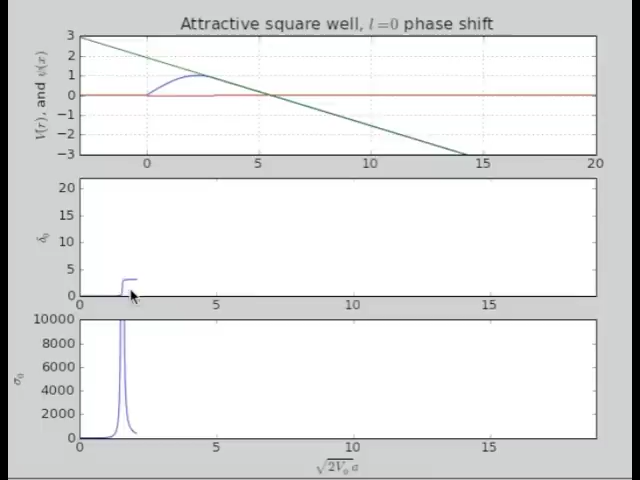 Attractive square well, l=0 phase shift
3
2
1
0
−1
−2
−3
V(r), and ψ(x)
0 5 10 15 20
20
15
10
5
0
δ₀
0 5 10 15
10000
8000
6000
4000
2000
0
σ₀
0 5 10 15
√2V₀ a